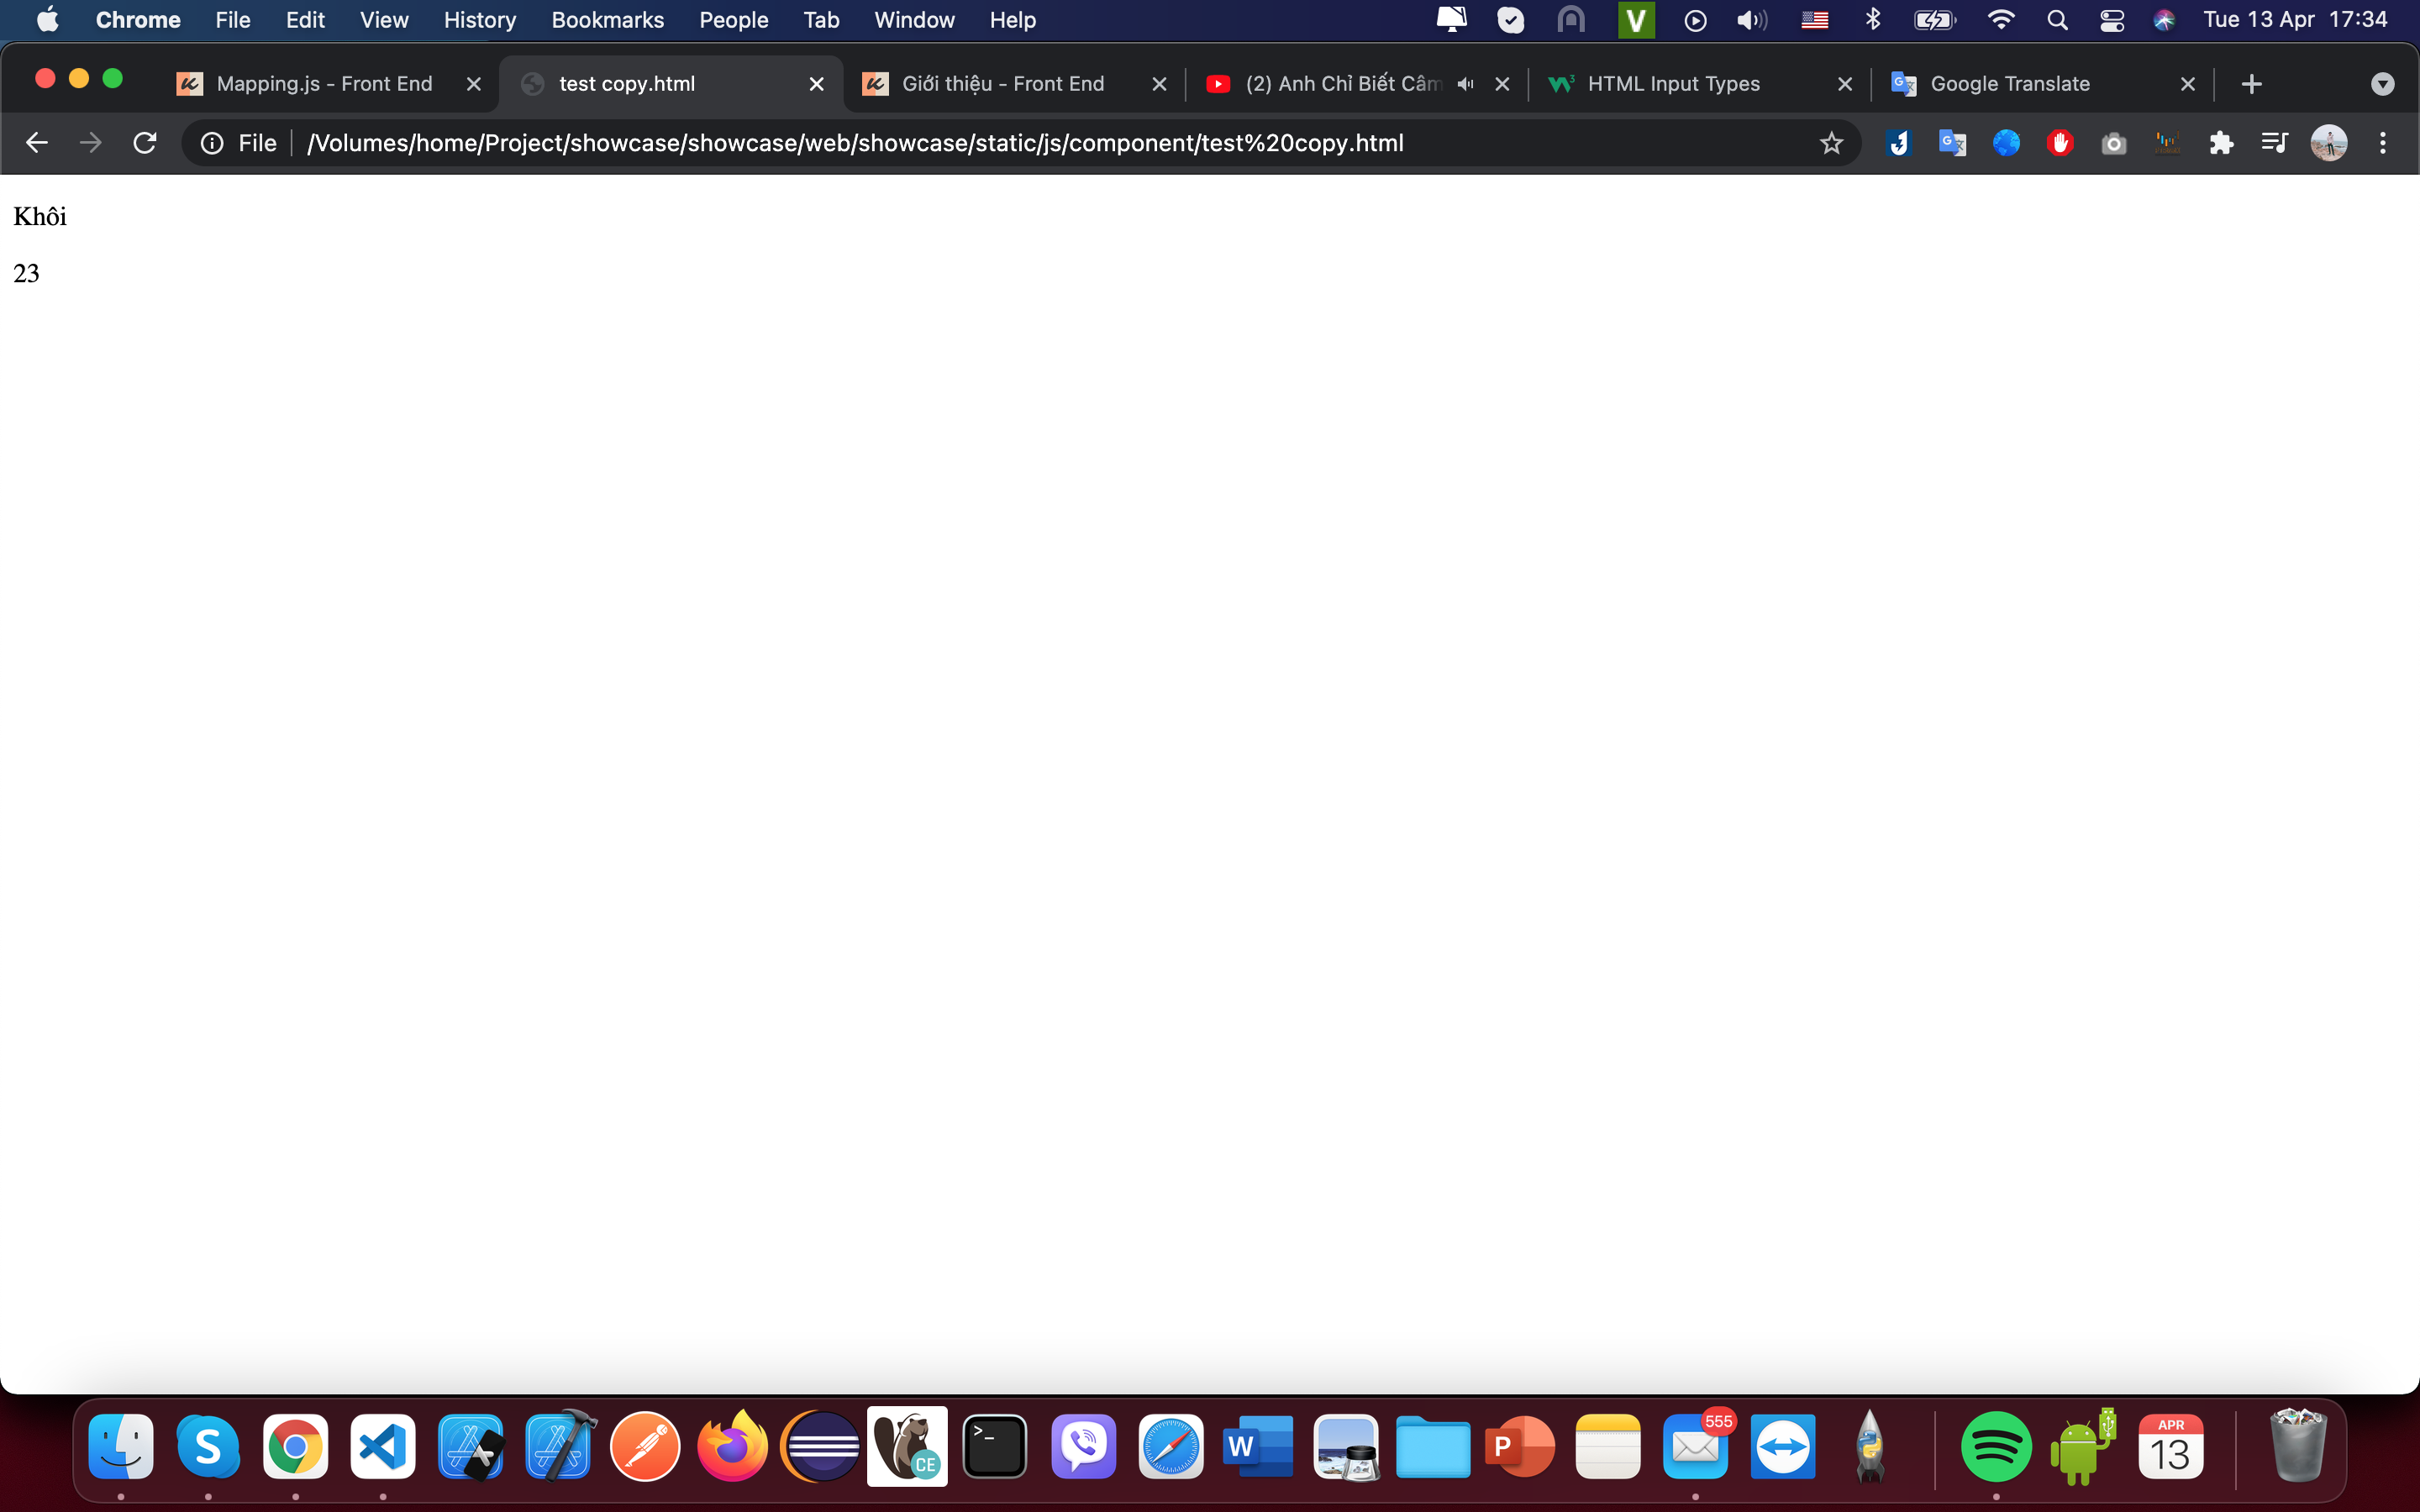 Chrome File Edit View History Bookmarks People Tab Window Help V Tue 13 Apr 17:34
Mapping.js - Front End test copy.html Giới thiệu - Front End (2) Anh Chỉ Biết Câm HTML Input Types Google Translate
File /Volumes/home/Project/showcase/showcase/web/showcase/static/js/component/test%20copy.html
Khôi
23
S CE >_ W P 555 APR 13